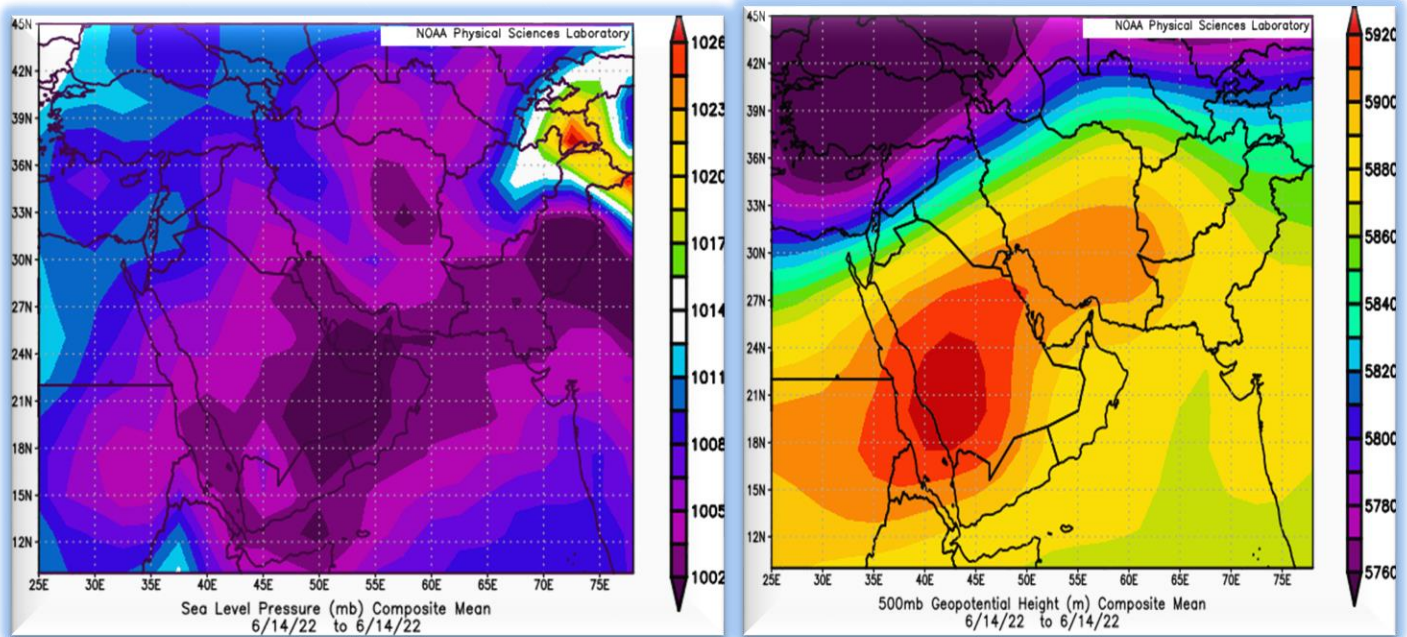 NOAA Physical Sciences Laboratory
45N
42N
39N
36N
33N
30N
27N
24N
21N
18N
15N
12N
25E 30E 35E 40E 45E 50E 55E 60E 65E 70E 75E
1026
1023
1020
1017
1014
1011
1008
1005
1002
Sea Level Pressure (mb) Composite Mean
6/14/22 to 6/14/22
NOAA Physical Sciences Laboratory
45N
42N
39N
36N
33N
30N
27N
24N
21N
18N
15N
12N
25E 30E 35E 40E 45E 50E 55E 60E 65E 70E 75E
5920
5900
5880
5860
5840
5820
5800
5780
5760
500mb Geopotential Height (m) Composite Mean
6/14/22 to 6/14/22